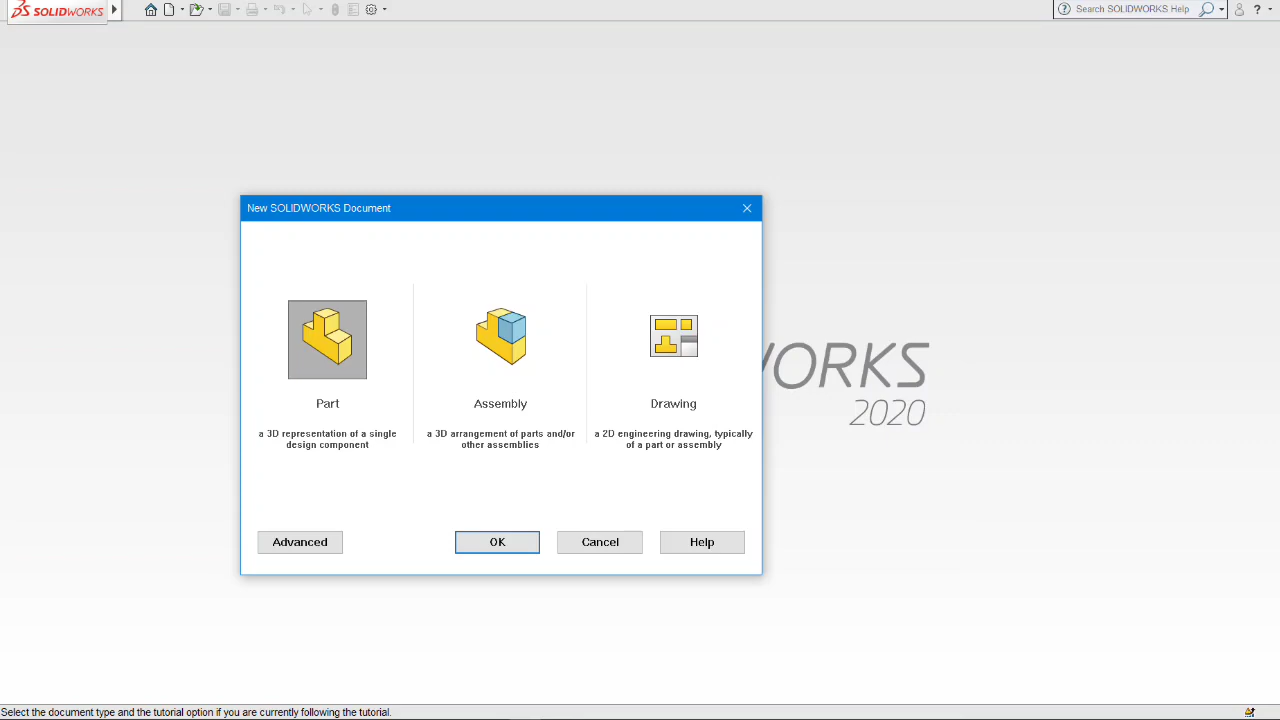 SOLIDWORKS
Search SOLIDWORKS Help
New SOLIDWORKS Document
Part
Assembly
Drawing
a 3D representation of a single
design component
a 3D arrangement of parts and/or
other assemblies
a 2D engineering drawing, typically
of a part or assembly
WORKS
2020
Advanced
OK
Cancel
Help
Select the document type and the tutorial option if you are currently following the tutorial.